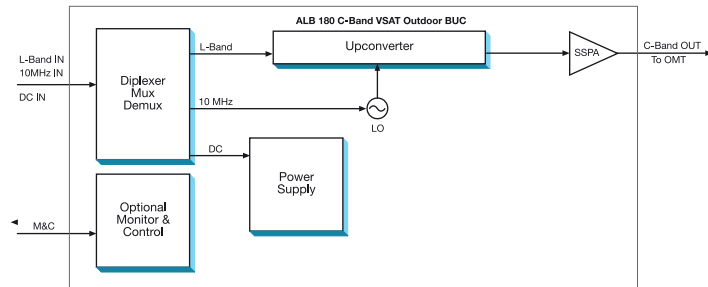 ALB 180 C-Band VSAT Outdoor BUC
L-Band IN
10MHz IN
DC IN
Diplexer
Mux
Demux
L-Band
Upconverter
SSPA
C-Band OUT
To OMT
10 MHz
LO
DC
Power
Supply
Optional
Monitor &
Control
M&C